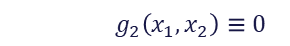 g₂(x₁, x₂) ≡ 0